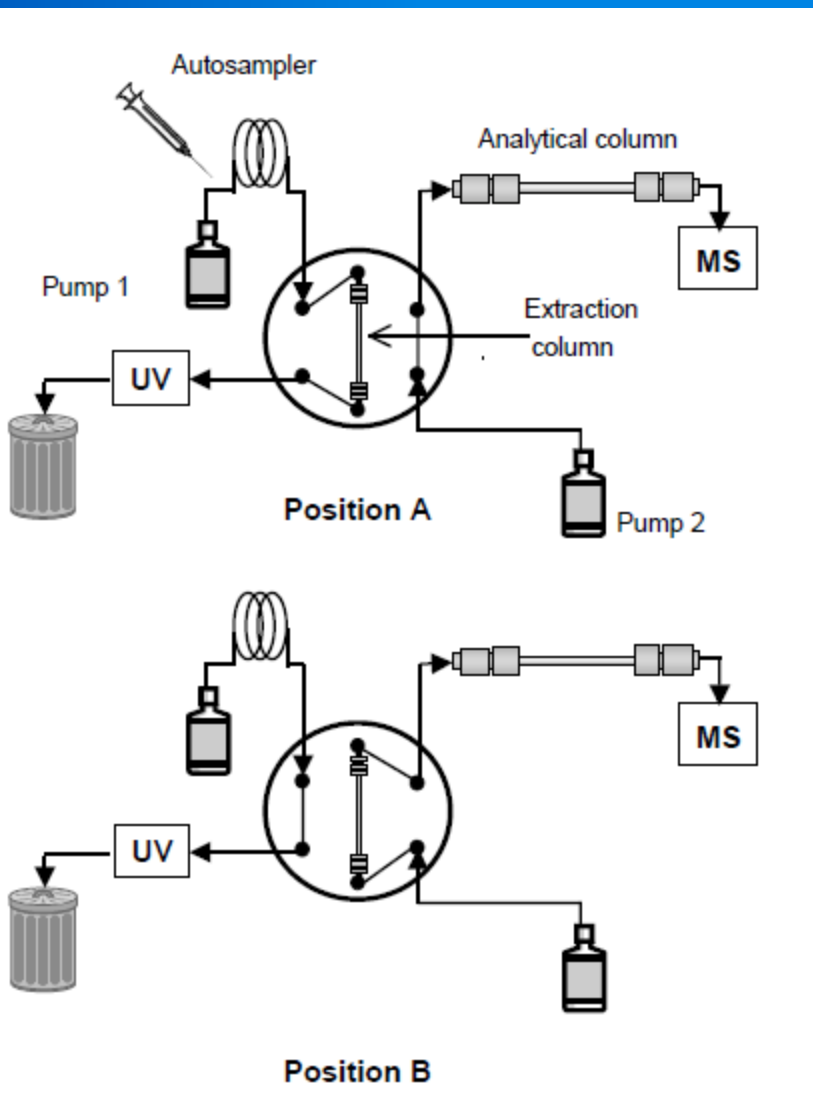 Autosampler
Analytical column
MS
Pump 1
Extraction
column
UV
Position A
Pump 2
MS
UV
Position B